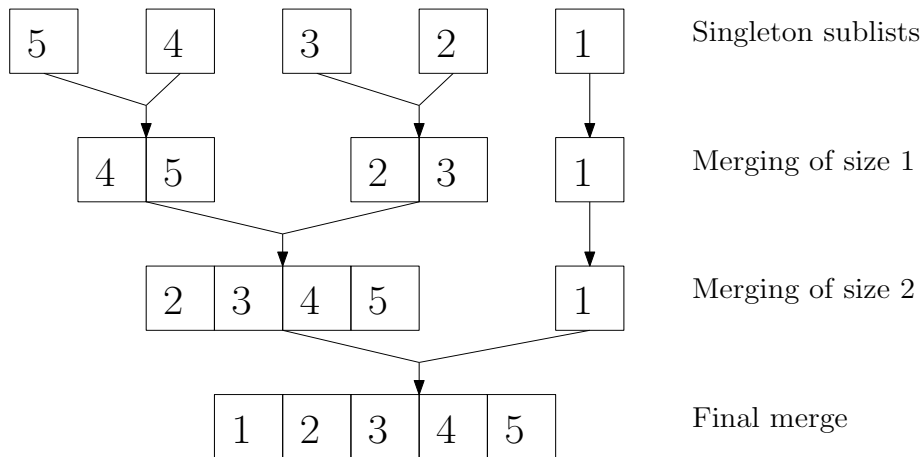 5 4 3 2 1 Singleton sublists
4 5 2 3 1 Merging of size 1
2 3 4 5 1 Merging of size 2
1 2 3 4 5 Final merge